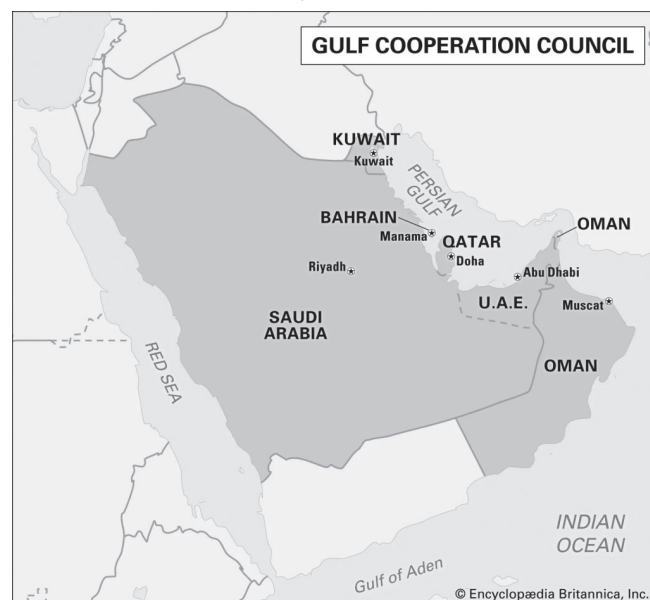 GULF COOPERATION COUNCIL
KUWAIT
Kuwait
PERSIAN
GULF
BAHRAIN
Manama
QATAR
Doha
OMAN
Riyadh
Abu Dhabi
U.A.E.
Muscat
SAUDI
ARABIA
RED SEA
OMAN
INDIAN
OCEAN
Gulf of Aden
© Encyclopædia Britannica, Inc.